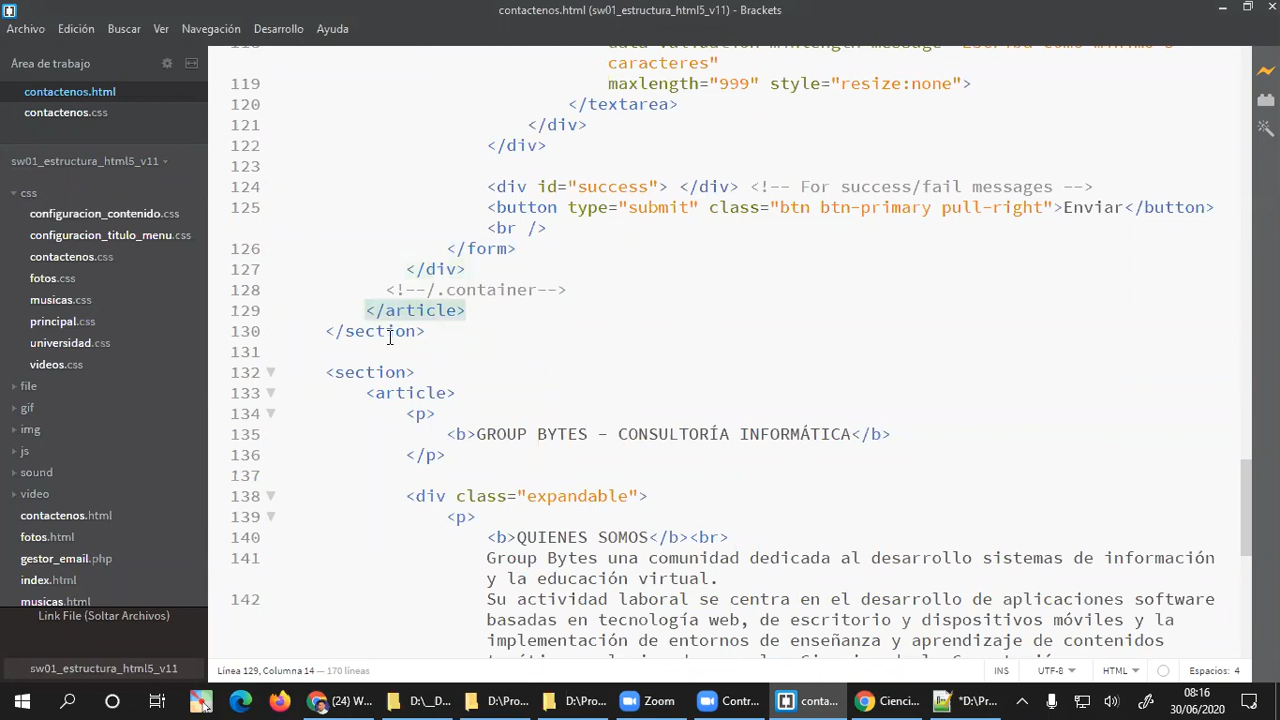 contactenos.html (sw01_estructura_html5_v11) - Brackets
Archivo Edición Buscar Ver Navegación Desarrollo Ayuda
Área de trabajo
contactenos.html
contactenos.css
sw01_estructura_html5_v11
css
configuracion_contenido.css
configuracion_titulo_menu.css
contactenos.css
fotos.css
musicas.css
principal.css
universidad.css
videos.css
file
gif
img
js
sound
video
contactenos.html
fotos.html
gestor_email.php
index.html
musicas.html
Link File (Soltar Archivos)
sw01_estructura_html5_v11
caracteres"
119 maxlength="999" style="resize:none">
120 </textarea>
121 </div>
122 </div>
123
124 <div id="success"> </div> <!-- For success/fail messages -->
125 <button type="submit" class="btn btn-primary pull-right">Enviar</button>
<br />
126 </form>
127 </div>
128 <!--/.container-->
129 </article>
130 </section>
131
132 <section>
133 <article>
134 <p>
135 <b>GROUP BYTES - CONSULTORÍA INFORMÁTICA</b>
136 </p>
137
138 <div class="expandable">
139 <p>
140 <b>QUIENES SOMOS</b><br>
141 Group Bytes una comunidad dedicada al desarrollo sistemas de información
y la educación virtual.
142 Su actividad laboral se centra en el desarrollo de aplicaciones software
basadas en tecnología web, de escritorio y dispositivos móviles y la
implementación de entornos de enseñanza y aprendizaje de contenidos
Línea 129, Columna 14 — 170 líneas
INS UTF-8 HTML Espacios: 4
(24) W... D:\__D... D:\Pro... D:\Pro... Zoom Contr... conta... Cienci... *D:\Pr...
08:16
30/06/2020